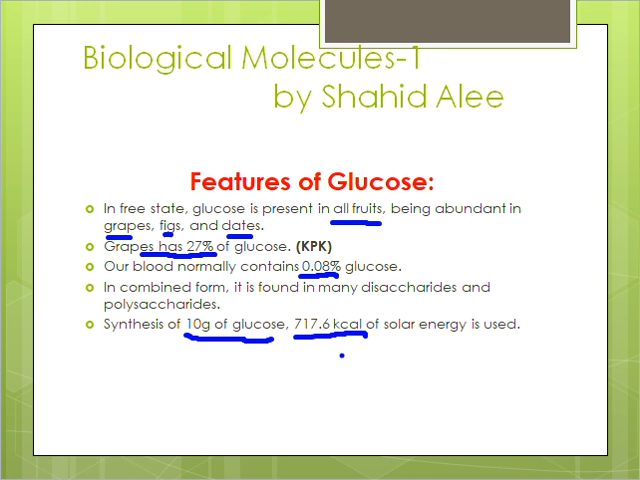 Biological Molecules-1
by Shahid Alee
Features of Glucose:
In free state, glucose is present in all fruits, being abundant in
grapes, figs, and dates.
Grapes has 27% of glucose. (KPK)
Our blood normally contains 0.08% glucose.
In combined form, it is found in many disaccharides and
polysaccharides.
Synthesis of 10g of glucose, 717.6 kcal of solar energy is used.